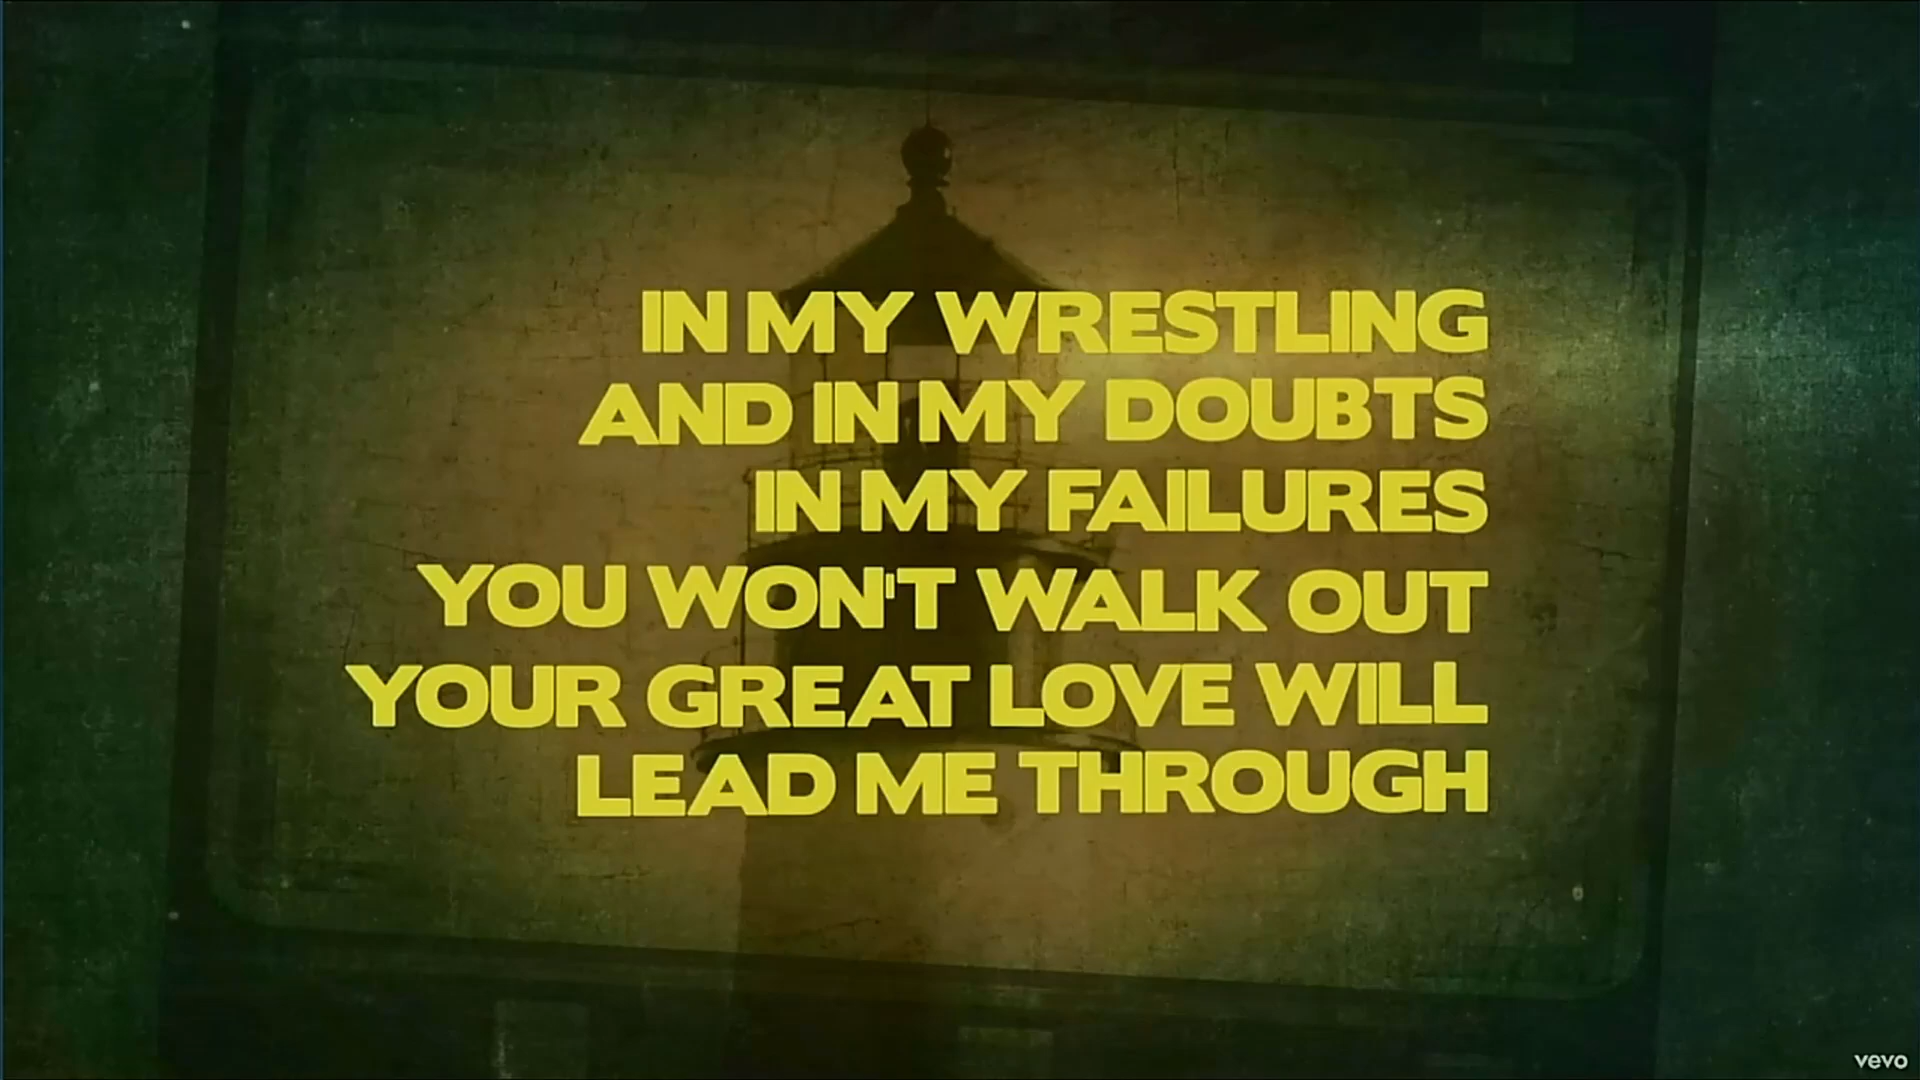 IN MY WRESTLING
AND IN MY DOUBTS
IN MY FAILURES
YOU WON'T WALK OUT
YOUR GREAT LOVE WILL
LEAD ME THROUGH
vevo